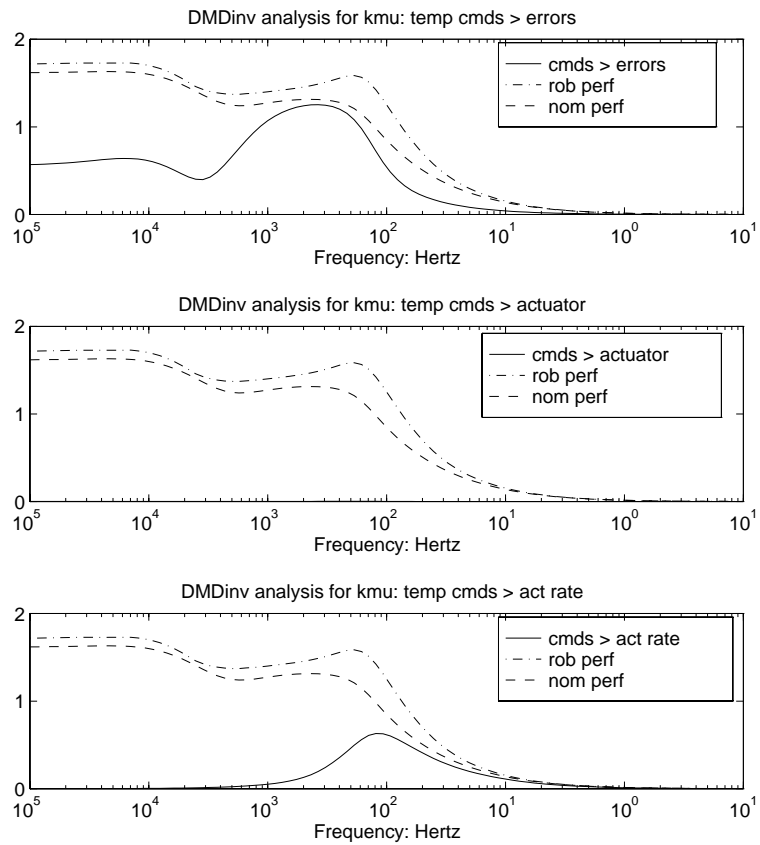 DMDinv analysis for kmu: temp cmds > errors
2
1
0
cmds > errors
rob perf
nom perf
10^5 10^4 10^3 10^2 10^1 10^0 10^1
Frequency: Hertz
DMDinv analysis for kmu: temp cmds > actuator
2
1
0
cmds > actuator
rob perf
nom perf
10^5 10^4 10^3 10^2 10^1 10^0 10^1
Frequency: Hertz
DMDinv analysis for kmu: temp cmds > act rate
2
1
0
cmds > act rate
rob perf
nom perf
10^5 10^4 10^3 10^2 10^1 10^0 10^1
Frequency: Hertz